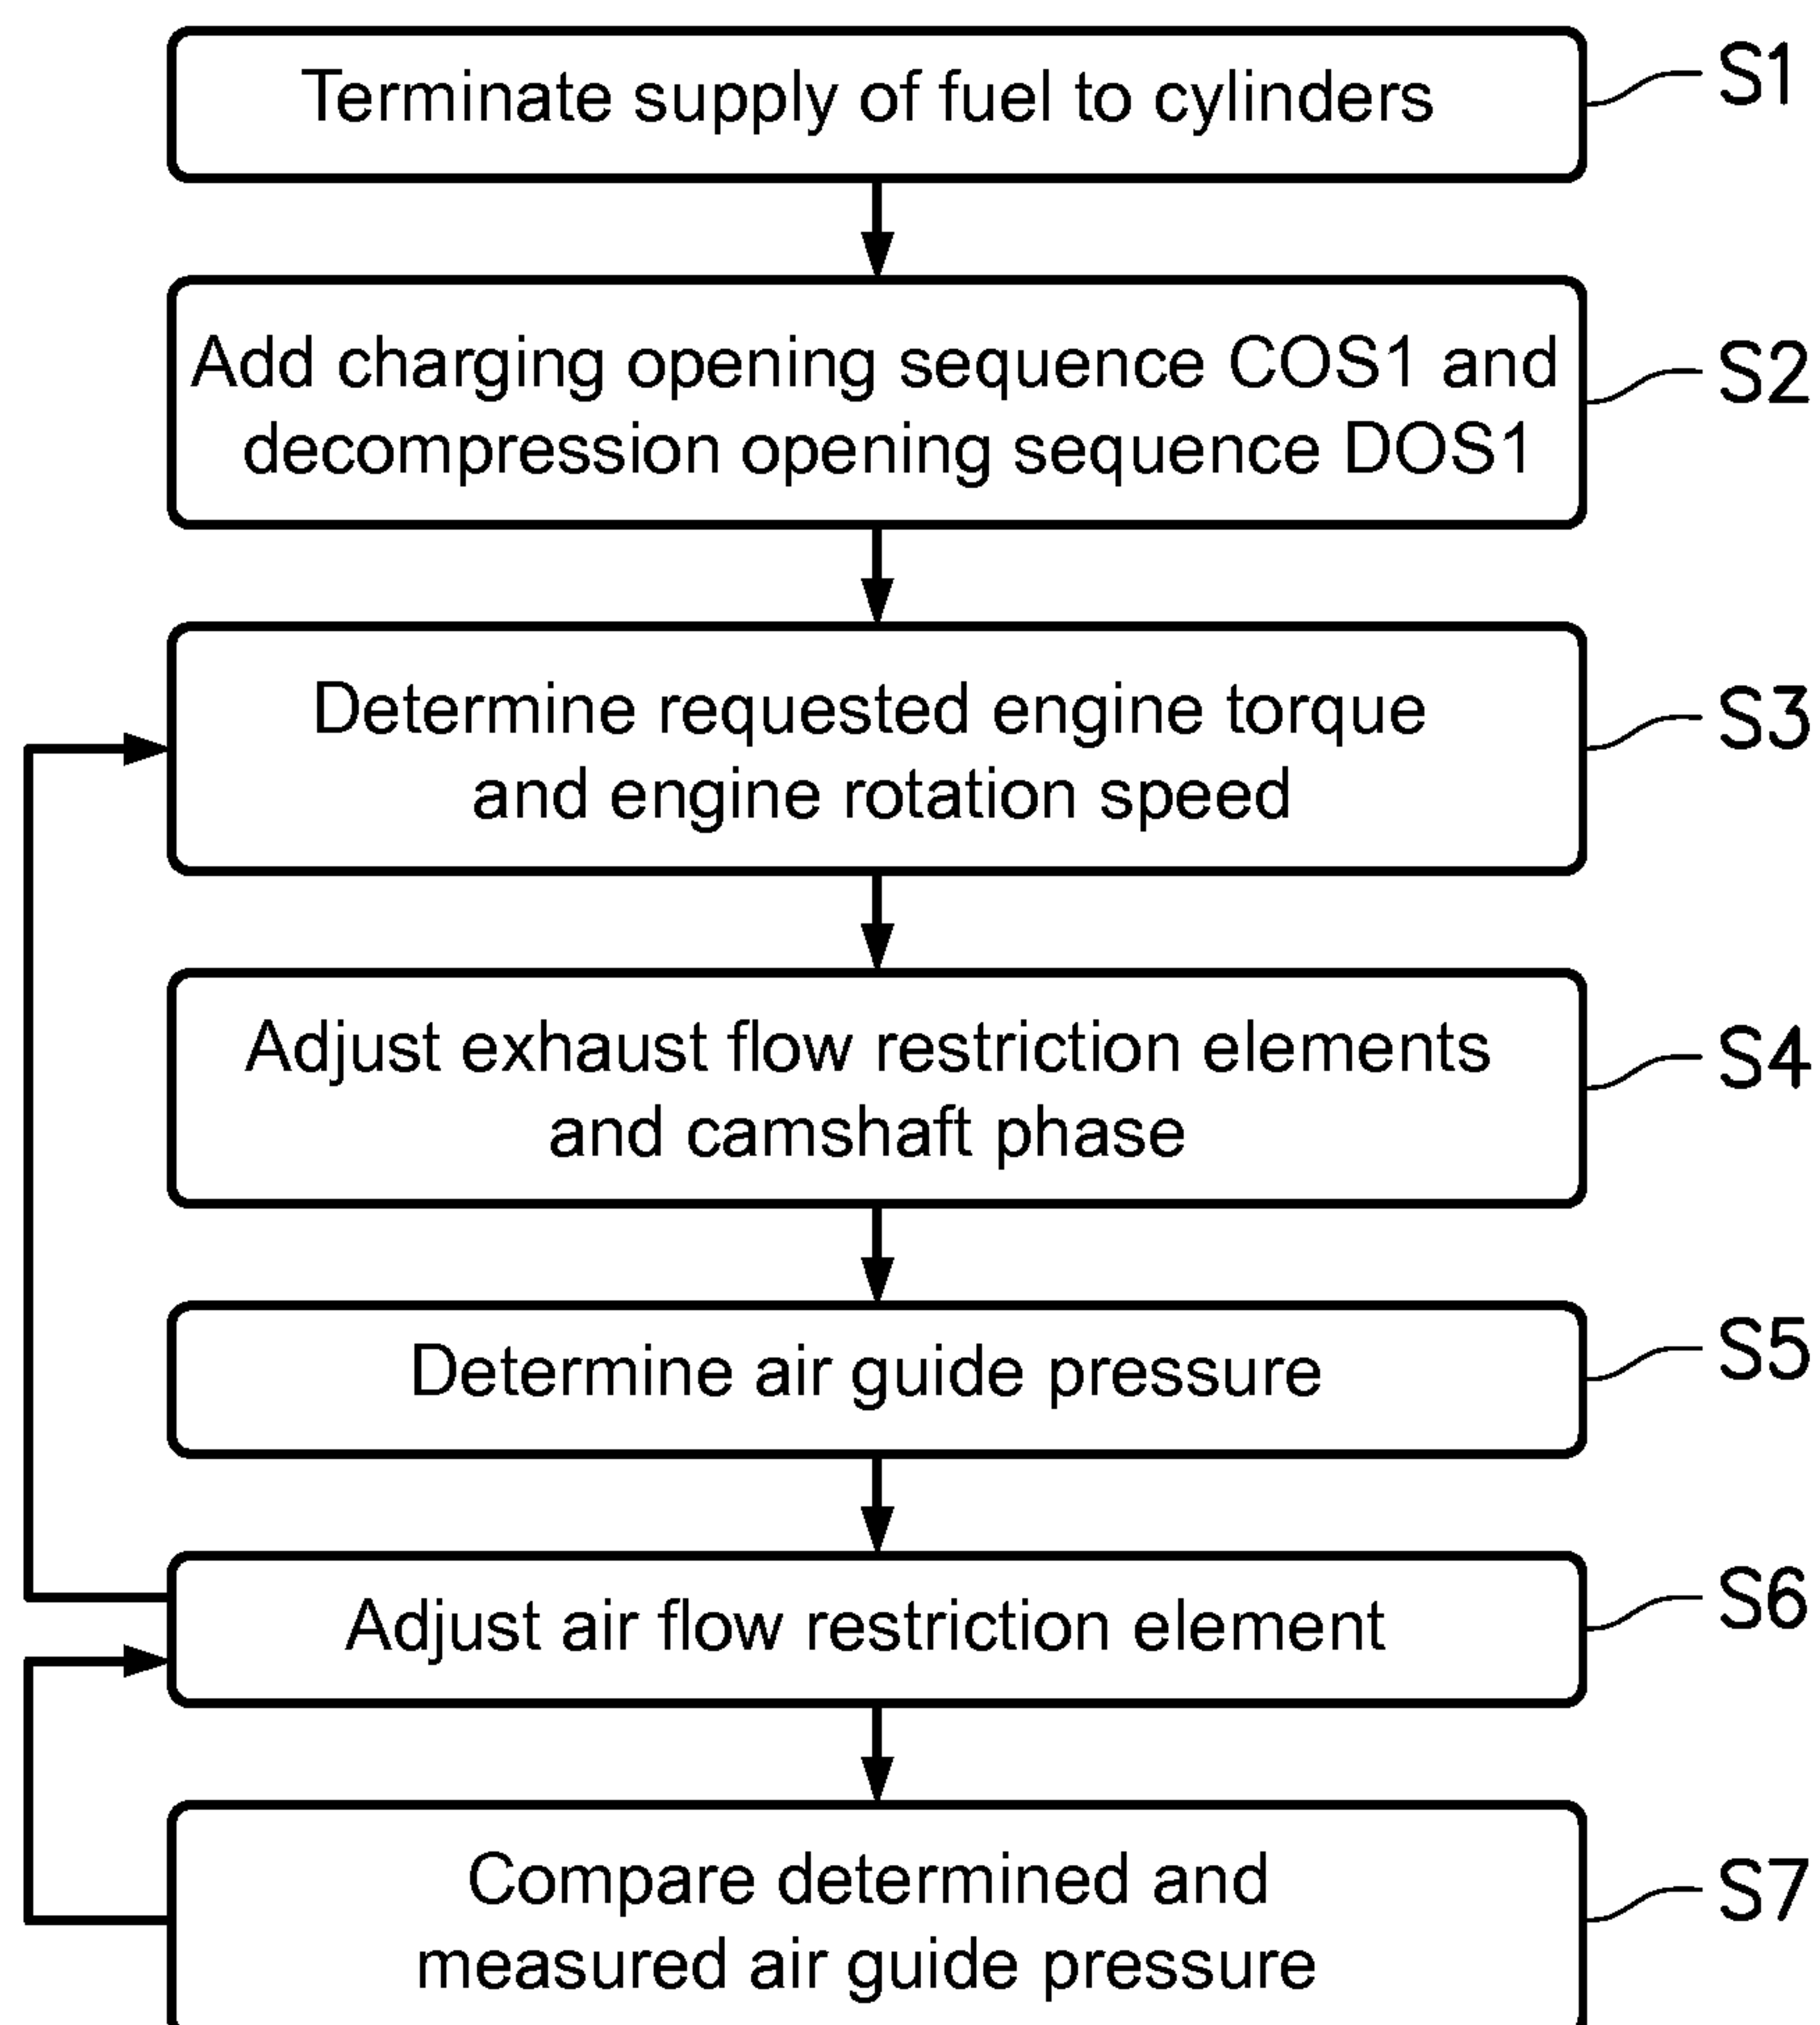 Terminate supply of fuel to cylinders
S1
Add charging opening sequence COS1 and
decompression opening sequence DOS1
S2
Determine requested engine torque
and engine rotation speed
S3
Adjust exhaust flow restriction elements
and camshaft phase
S4
Determine air guide pressure
S5
Adjust air flow restriction element
S6
Compare determined and
measured air guide pressure
S7